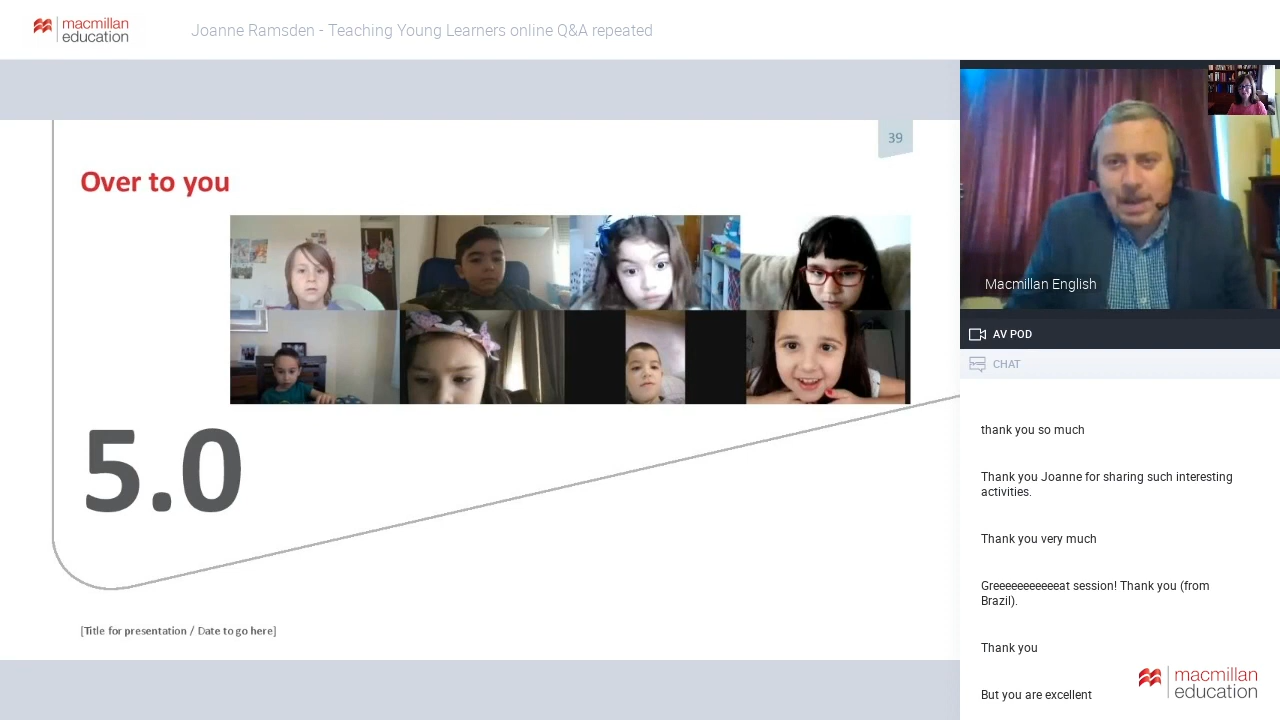 macmillan
education
Joanne Ramsden - Teaching Young Learners online Q&A repeated
39
Over to you
5.0
[Title for presentation / Date to go here]
Macmillan English
AV POD
CHAT
thank you so much
Thank you Joanne for sharing such interesting
activities.
Thank you very much
Greeeeeeeeeeeat session! Thank you (from
Brazil).
Thank you
But you are excellent
macmillan
education